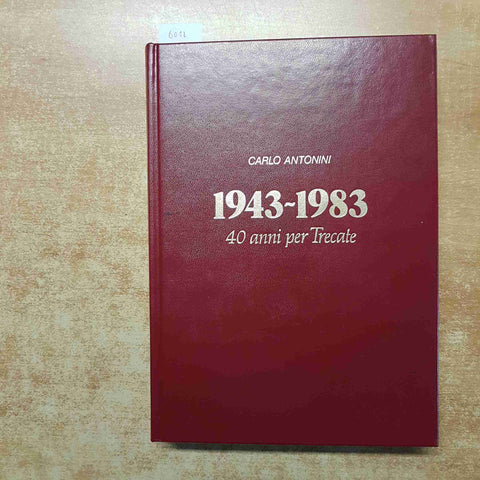 CARLO ANTONINI
1943~1983
40 anni per Trecate